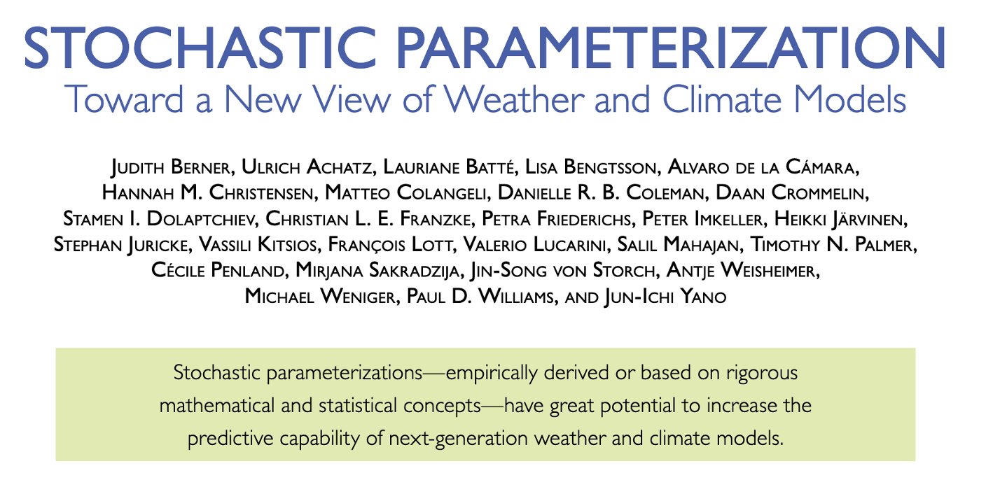 STOCHASTIC PARAMETERIZATION
Toward a New View of Weather and Climate Models
Judith Berner, Ulrich Achatz, Lauriane Batté, Lisa Bengtsson, Alvaro de la Cámara,
Hannah M. Christensen, Matteo Colangeli, Danielle R. B. Coleman, Daan Crommelin,
Stamen I. Dolaptchiev, Christian L. E. Franzke, Petra Friederichs, Peter Imkeller, Heikki Järvinen,
Stephan Juricke, Vassili Kitsios, François Lott, Valerio Lucarini, Salil Mahajan, Timothy N. Palmer,
Cécile Penland, Mirjana Sakradzija, Jin-Song von Storch, Antje Weisheimer,
Michael Weniger, Paul D. Williams, and Jun-Ichi Yano
Stochastic parameterizations—empirically derived or based on rigorous
mathematical and statistical concepts—have great potential to increase the
predictive capability of next-generation weather and climate models.